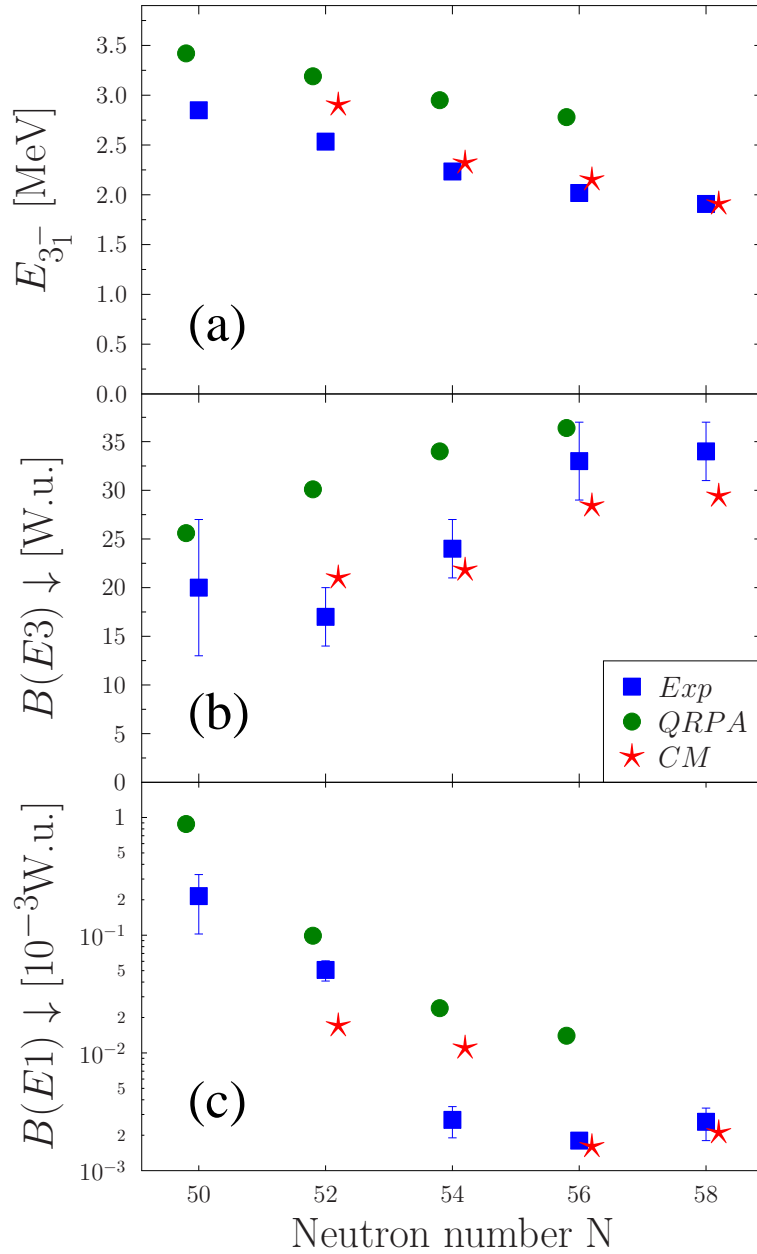 3.5
3.0
2.5
2.0
1.5
1.0
0.5
0.0
E_{3_1^-} [MeV]
(a)
35
30
25
20
15
10
5
0
B(E3) ↓ [W.u.]
(b)
Exp
QRPA
CM
1
5
2
10^{-1}
5
2
10^{-2}
5
2
10^{-3}
B(E1) ↓ [10^{-3}W.u.]
(c)
50 52 54 56 58
Neutron number N